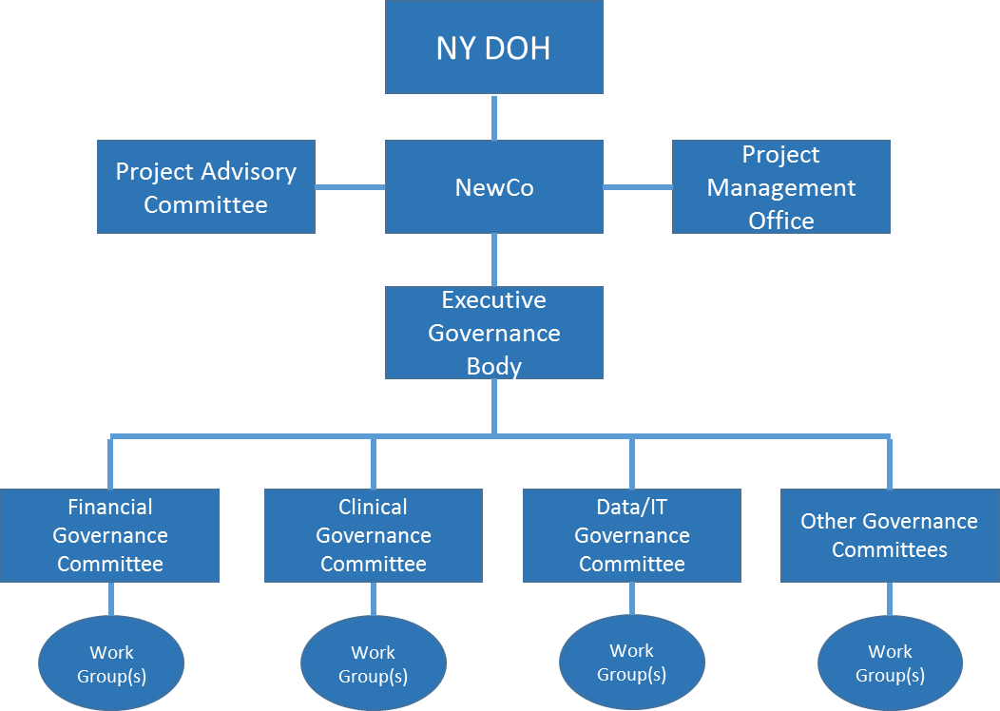 NY DOH
Project Advisory
Committee
NewCo
Project
Management
Office
Executive
Governance
Body
Financial
Governance
Committee
Clinical
Governance
Committee
Data/IT
Governance
Committee
Other Governance
Committees
Work
Group(s)
Work
Group(s)
Work
Group(s)
Work
Group(s)